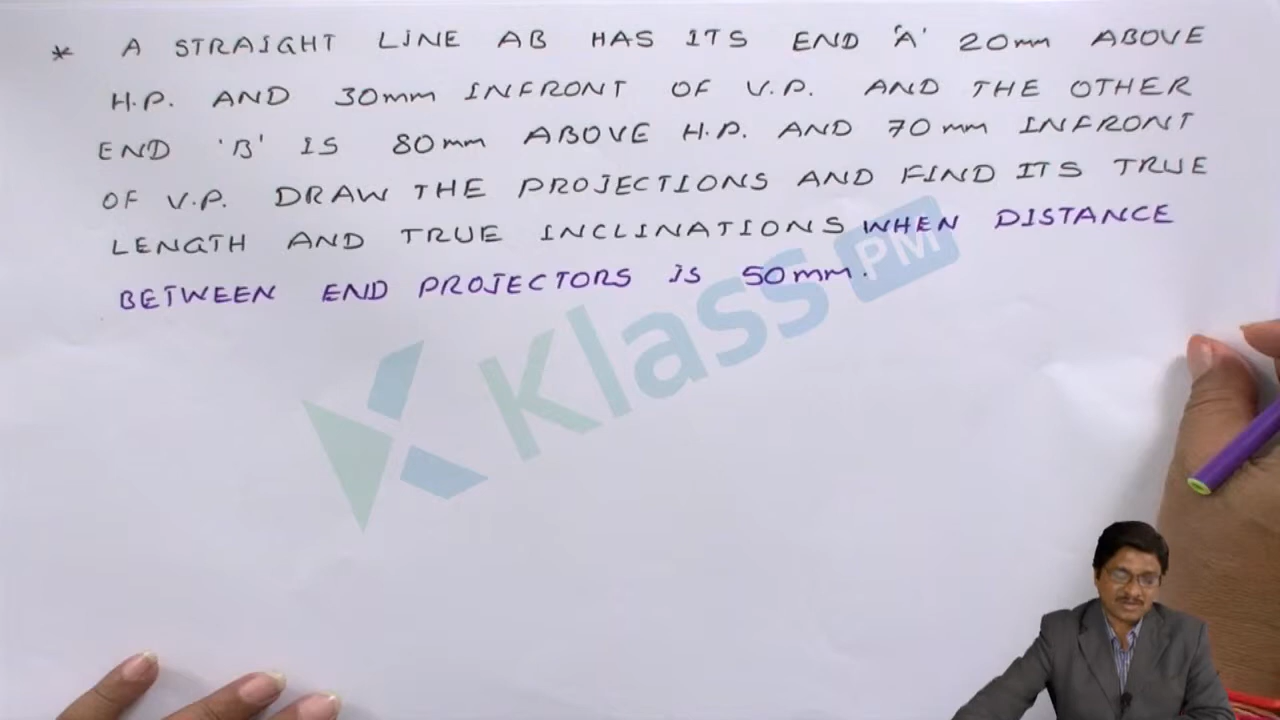 * A STRAIGHT LINE AB HAS ITS END 'A' 20mm ABOVE
H.P. AND 30mm INFRONT OF V.P. AND THE OTHER
END 'B' IS 80mm ABOVE H.P. AND 70mm INFRONT
OF V.P. DRAW THE PROJECTIONS AND FIND ITS TRUE
LENGTH AND TRUE INCLINATIONS WHEN DISTANCE
BETWEEN END PROJECTORS IS 50mm.
Klass PM